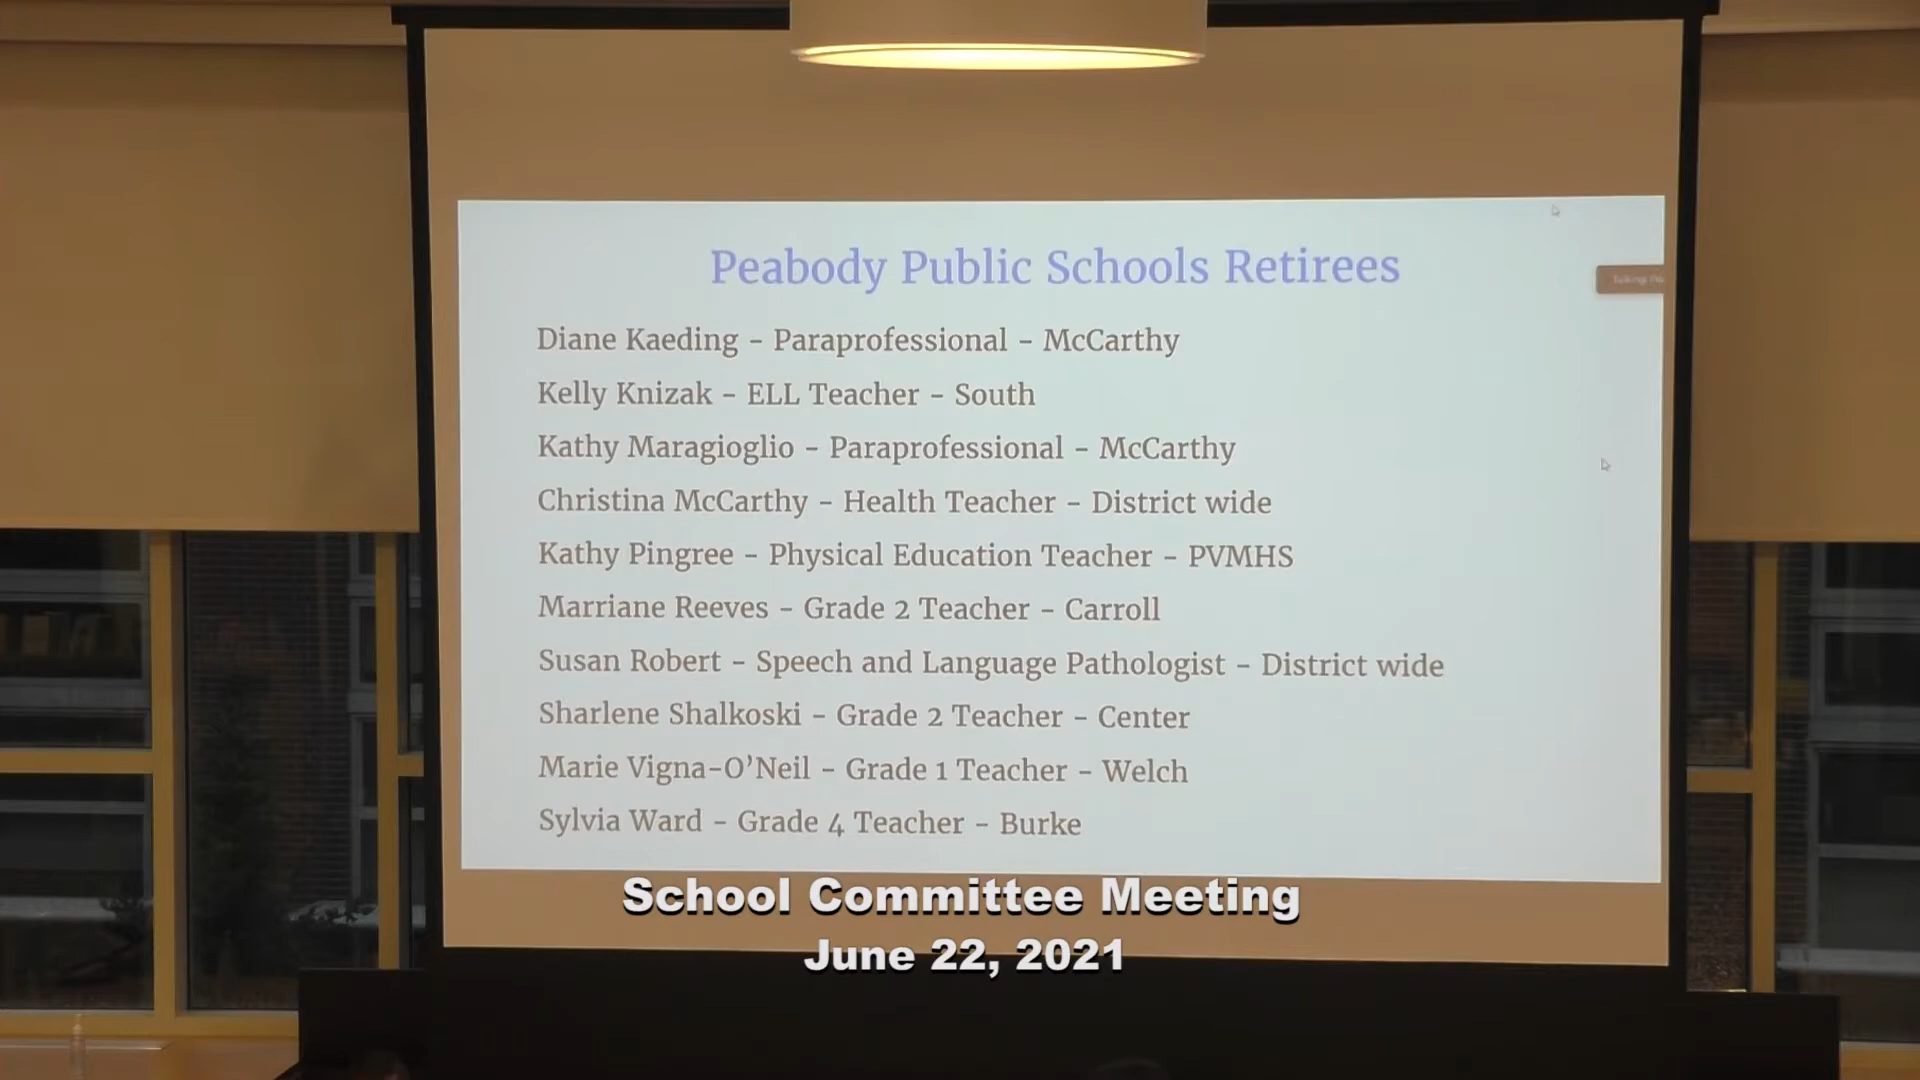 Peabody Public Schools Retirees
Talking:
Diane Kaeding - Paraprofessional - McCarthy
Kelly Knizak - ELL Teacher - South
Kathy Maragioglio - Paraprofessional - McCarthy
Christina McCarthy - Health Teacher - District wide
Kathy Pingree - Physical Education Teacher - PVMHS
Marriane Reeves - Grade 2 Teacher - Carroll
Susan Robert - Speech and Language Pathologist - District wide
Sharlene Shalkoski - Grade 2 Teacher - Center
Marie Vigna-O’Neil - Grade 1 Teacher - Welch
Sylvia Ward - Grade 4 Teacher - Burke
School Committee Meeting
June 22, 2021